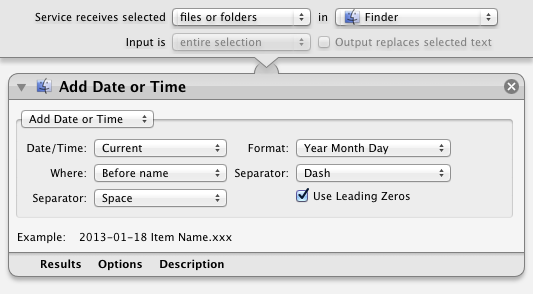 Service receives selected files or folders in Finder
Input is entire selection Output replaces selected text
Add Date or Time
Add Date or Time
Date/Time: Current Format: Year Month Day
Where: Before name Separator: Dash
Separator: Space Use Leading Zeros
Example: 2013-01-18 Item Name.xxx
Results Options Description